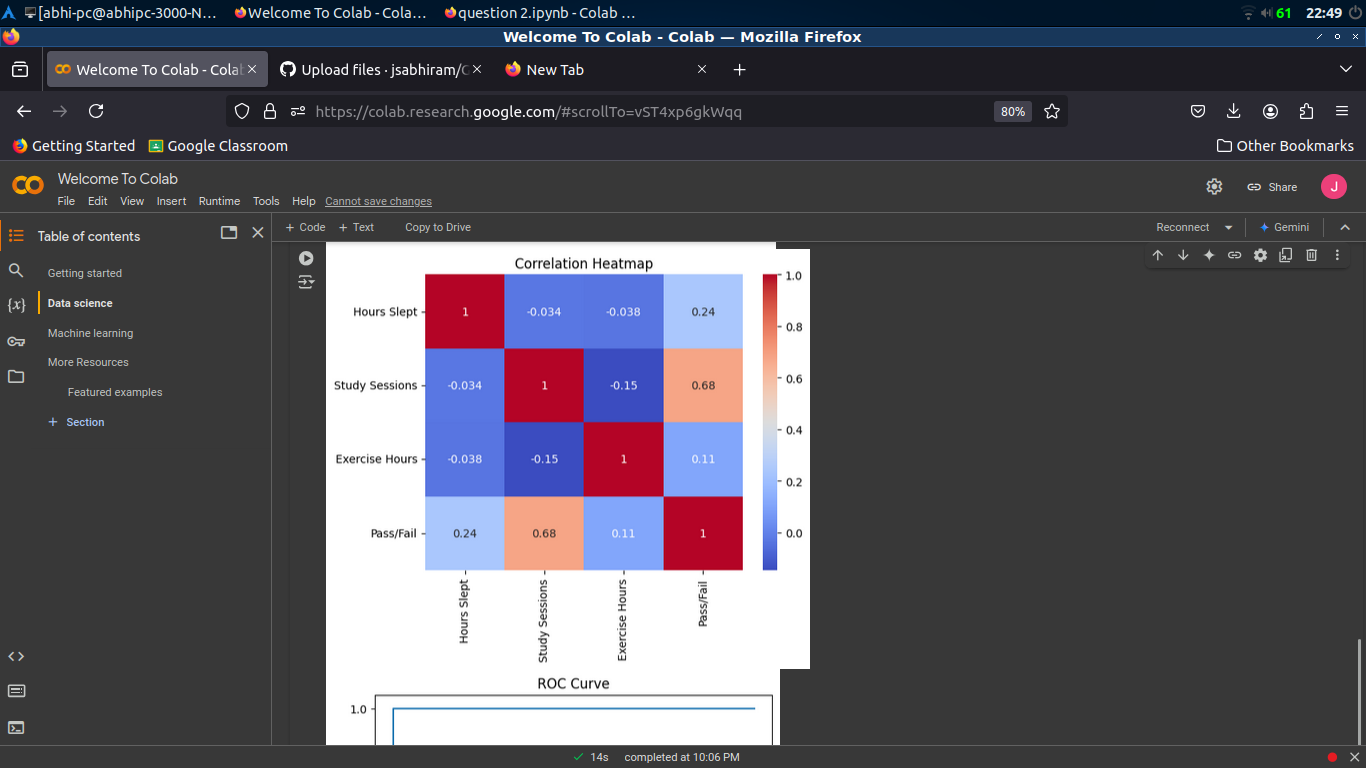 [abhi-pc@abhipc-3000-N... Welcome To Colab - Cola... question 2.ipynb - Colab ... 61 22:49
Welcome To Colab - Colab — Mozilla Firefox
Welcome To Colab - Colab Upload files · jsabhiram/C New Tab
https://colab.research.google.com/#scrollTo=vST4xp6gkWqq 80%
Getting Started Google Classroom Other Bookmarks
Welcome To Colab
Share J
File Edit View Insert Runtime Tools Help Cannot save changes
Table of contents
+ Code + Text Copy to Drive Reconnect Gemini
Getting started
Data science
Machine learning
More Resources
Featured examples
+ Section
Correlation Heatmap
Hours Slept 1 -0.034 -0.038 0.24
Study Sessions -0.034 1 -0.15 0.68
Exercise Hours -0.038 -0.15 1 0.11
Pass/Fail 0.24 0.68 0.11 1
Hours Slept Study Sessions Exercise Hours Pass/Fail
1.0
0.8
0.6
0.4
0.2
0.0
ROC Curve
1.0
14s completed at 10:06 PM